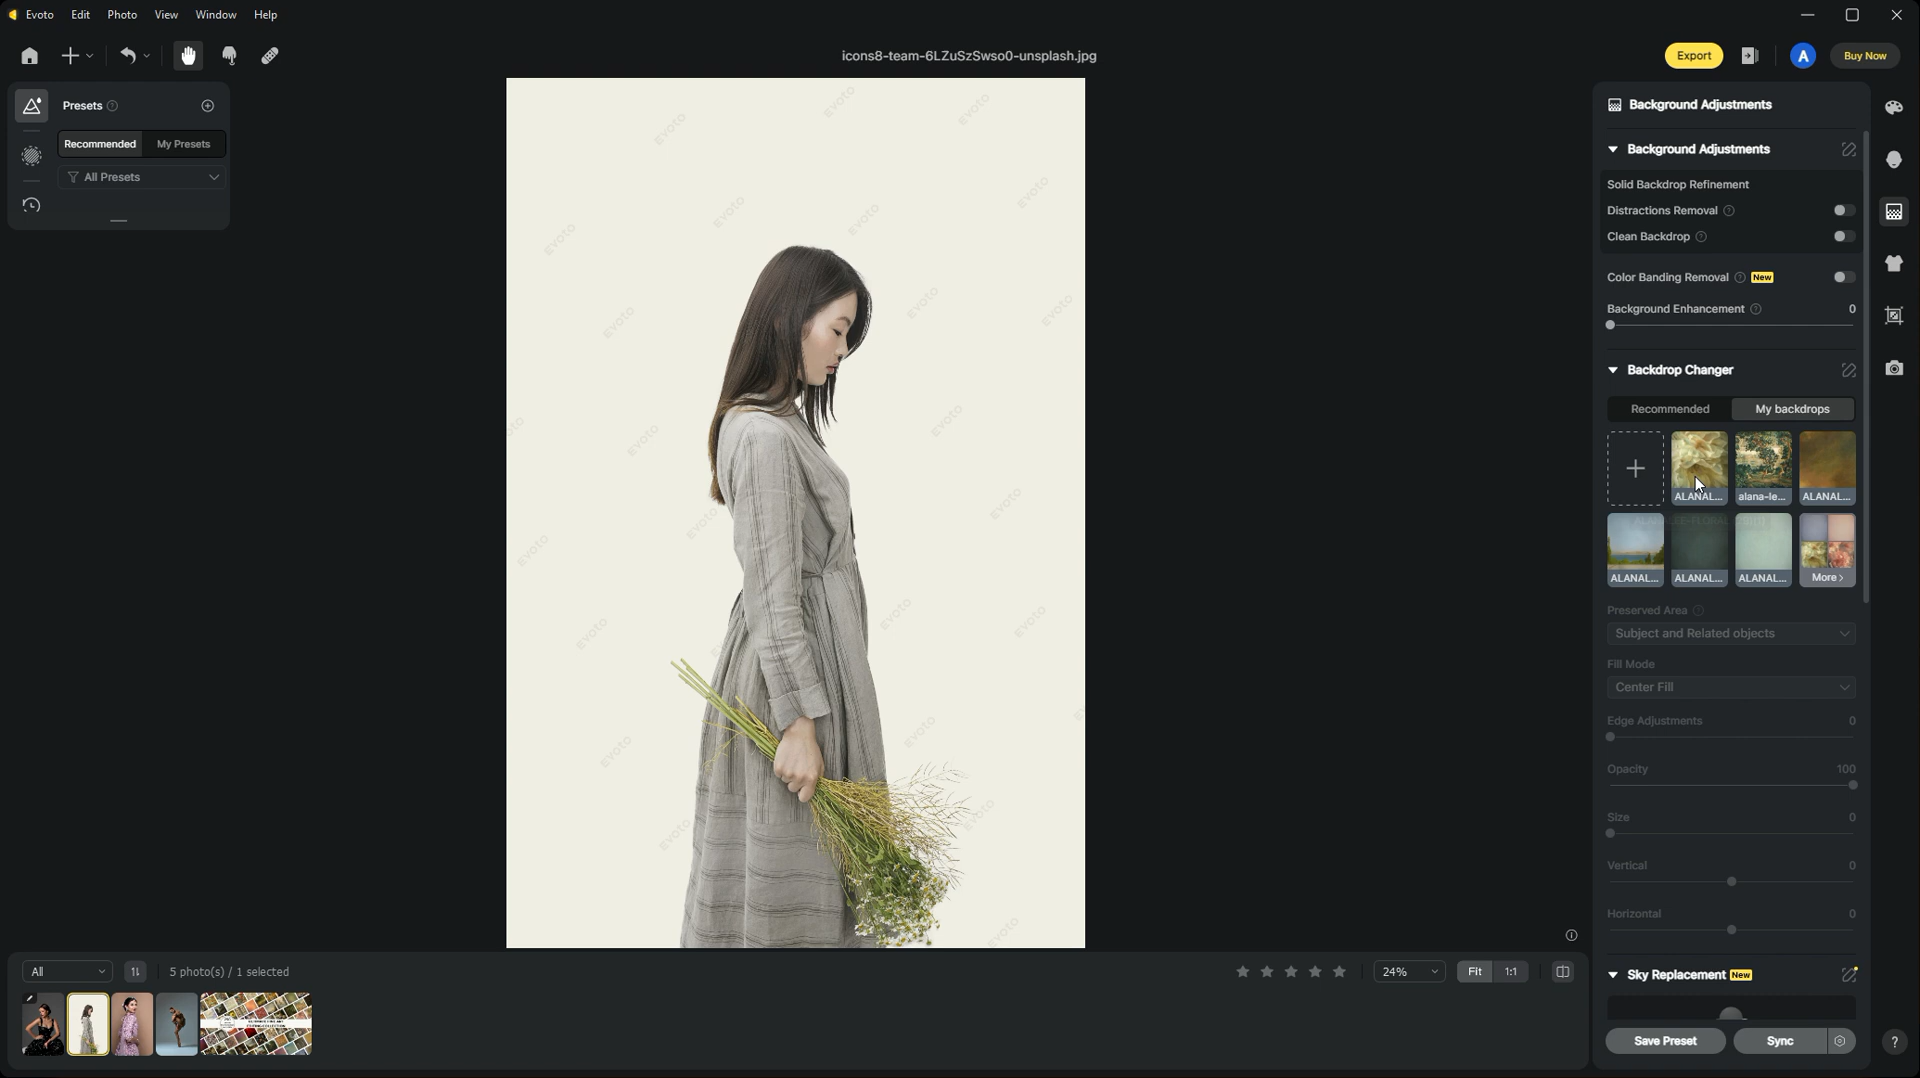 Evoto Edit Photo View Window Help
icons8-team-6LZuSzSwso0-unsplash.jpg
Export
A
Buy Now
Presets
Recommended My Presets
All Presets
Background Adjustments
Background Adjustments
Solid Backdrop Refinement
Distractions Removal
Clean Backdrop
Color Banding Removal New
Background Enhancement 0
Backdrop Changer
Recommended My backdrops
ALANAL... alana-le... ALANAL...
ALANAL... ALANAL... ALANAL... More >
Preserved Area
Subject and Related objects
Fill Mode
Center Fill
Edge Adjustments 0
Opacity 100
Size 0
Vertical 0
Horizontal 0
Sky Replacement New
Save Preset Sync
All 5 photo(s) / 1 selected
24% Fit 1:1
evoto